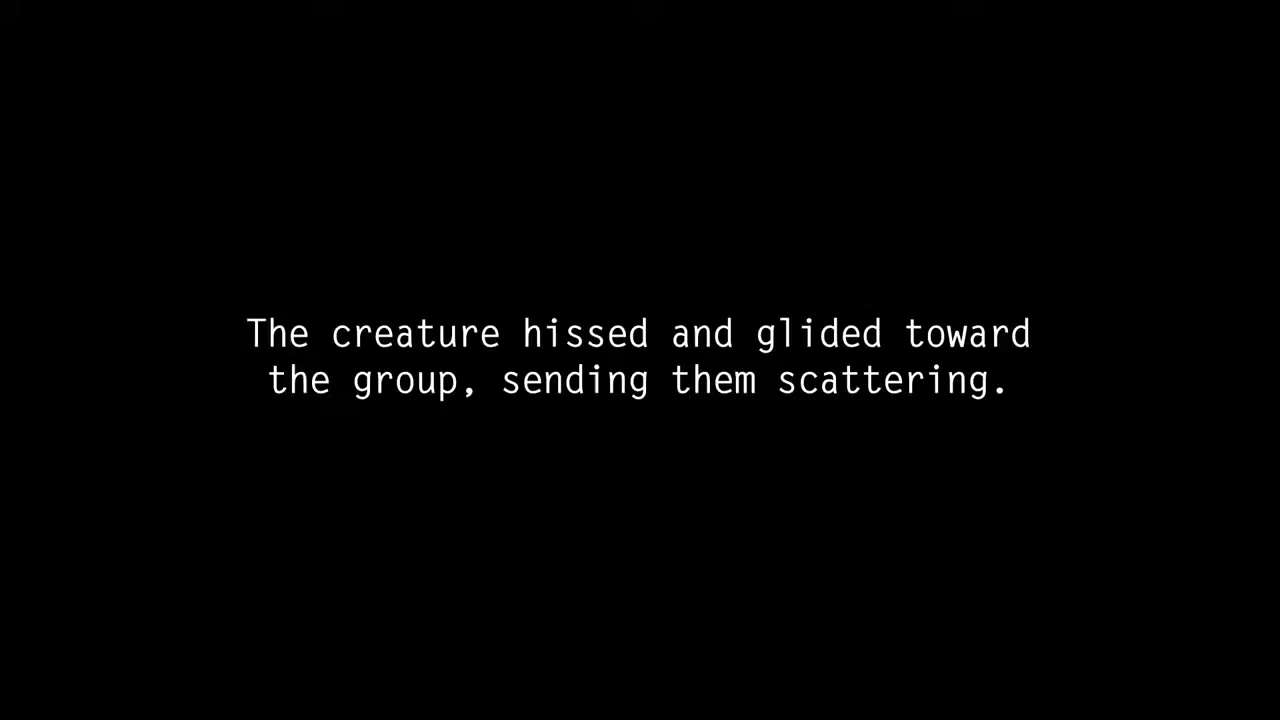 The creature hissed and glided toward
the group, sending them scattering.